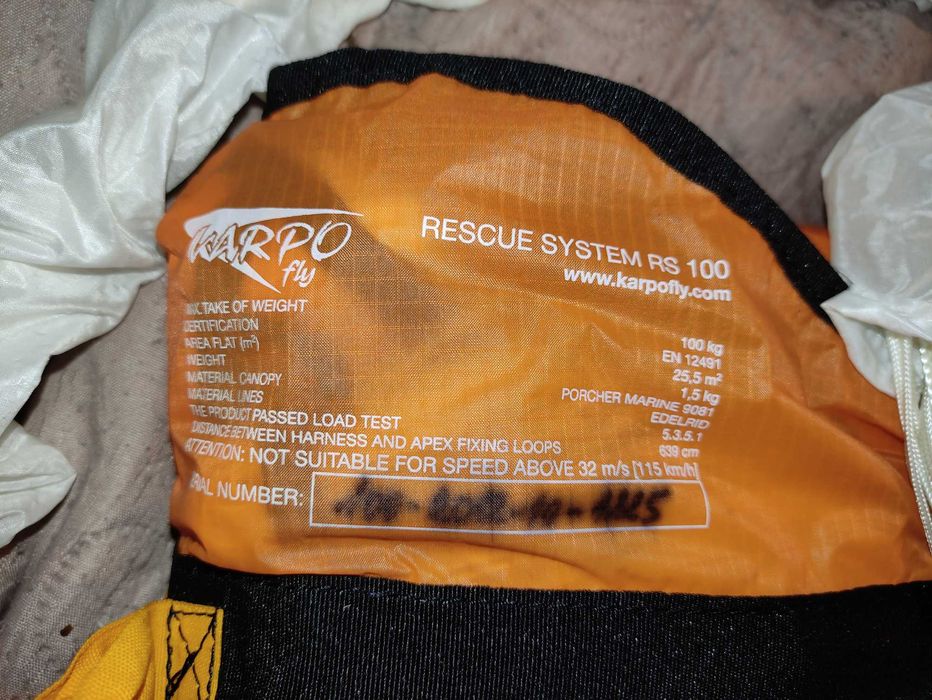 KARPO
fly
RESCUE SYSTEM RS 100
www.karpofly.com
TAKE OF WEIGHT 100 kg
CERTIFICATION EN 12491
AREA FLAT (m²) 25,5 m²
WEIGHT 1,5 kg
MATERIAL CANOPY PORCHER MARINE 9081
MATERIAL LINES EDELRID
THE PRODUCT PASSED LOAD TEST 5.3.5.1
DISTANCE BETWEEN HARNESS AND APEX FIXING LOOPS 639 cm
ATTENTION: NOT SUITABLE FOR SPEED ABOVE 32 m/s [115 km/h]
NUMBER: